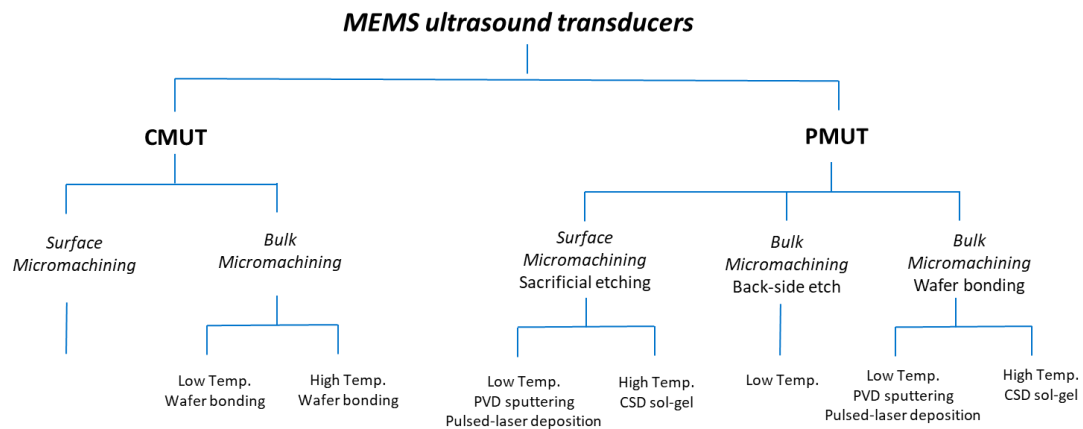 MEMS ultrasound transducers
CMUT
PMUT
Surface
Micromachining
Bulk
Micromachining
Surface
Micromachining
Sacrificial etching
Bulk
Micromachining
Back-side etch
Bulk
Micromachining
Wafer bonding
Low Temp.
Wafer bonding
High Temp.
Wafer bonding
Low Temp.
PVD sputtering
Pulsed-laser deposition
High Temp.
CSD sol-gel
Low Temp.
Low Temp.
PVD sputtering
Pulsed-laser deposition
High Temp.
CSD sol-gel